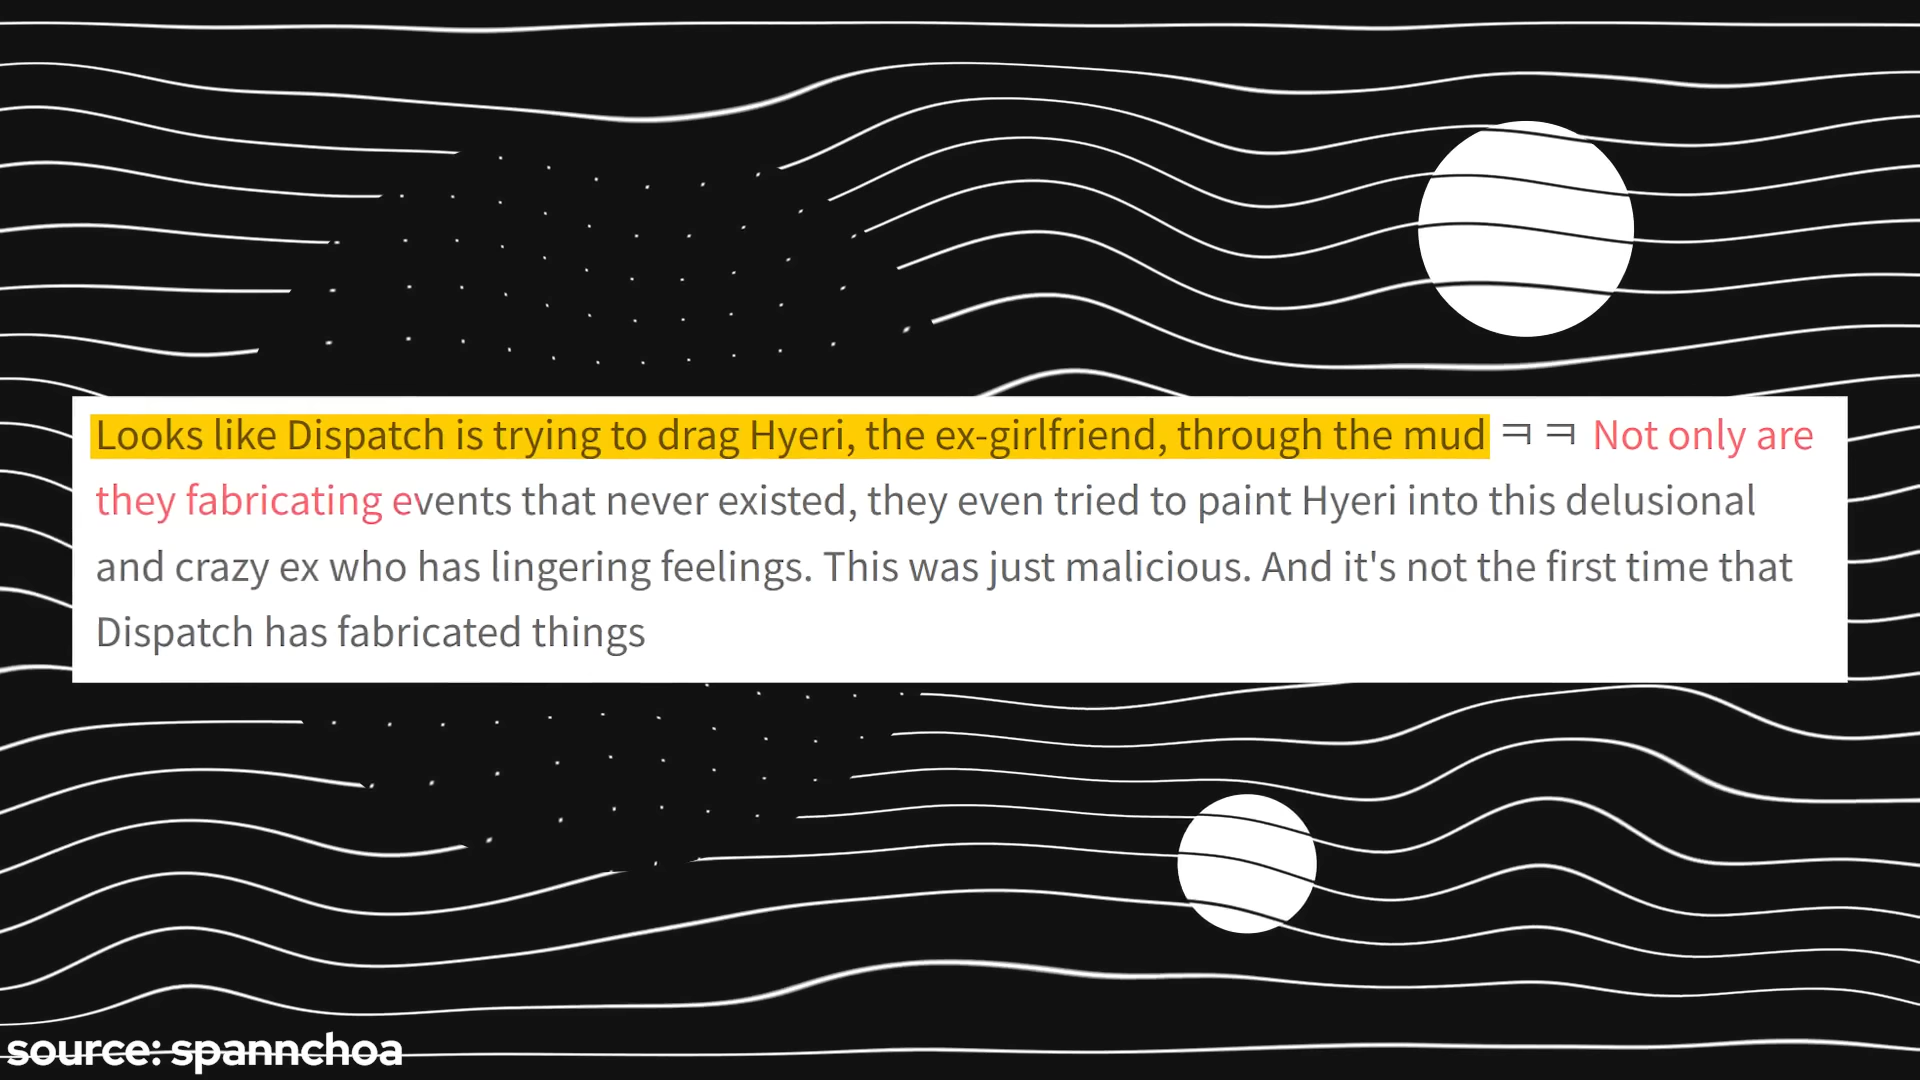 Looks like Dispatch is trying to drag Hyeri, the ex-girlfriend, through the mud ㅋㅋ Not only are
they fabricating events that never existed, they even tried to paint Hyeri into this delusional
and crazy ex who has lingering feelings. This was just malicious. And it's not the first time that
Dispatch has fabricated things
source: spannchoa